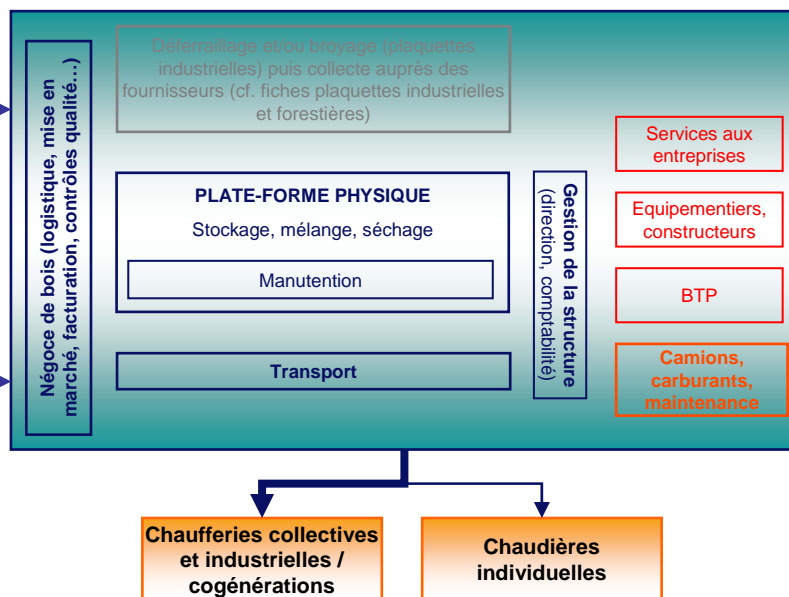 Négoce de bois (logistique, mise en
marché, facturation, contrôles qualité…)
Déferraillage et/ou broyage (plaquettes
industrielles) puis collecte auprès des
fournisseurs (cf. fiches plaquettes industrielles
et forestières)
PLATE-FORME PHYSIQUE
Stockage, mélange, séchage
Manutention
Transport
Gestion de la structure
(direction, comptabilité)
Services aux
entreprises
Equipementiers,
constructeurs
BTP
Camions,
carburants,
maintenance
Chaufferies collectives
et industrielles /
cogénérations
Chaudières
individuelles